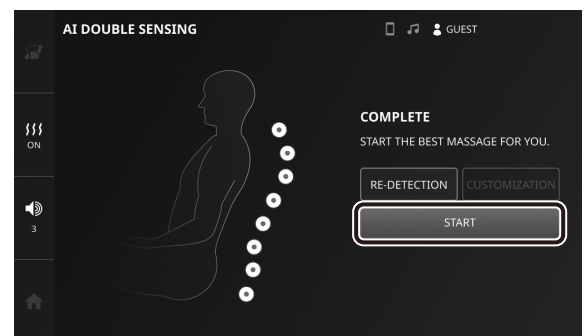 AI DOUBLE SENSING
GUEST
ON
3
COMPLETE
START THE BEST MASSAGE FOR YOU.
RE-DETECTION
CUSTOMIZATION
START